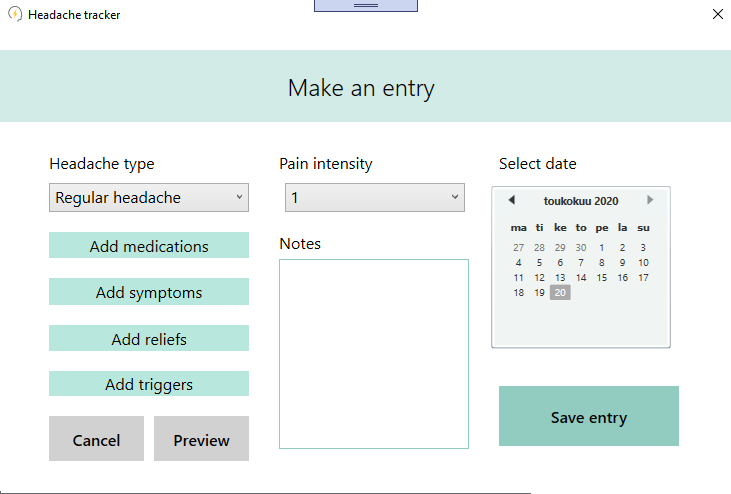 Headache tracker
Make an entry
Headache type
Regular headache
Add medications
Add symptoms
Add reliefs
Add triggers
Cancel
Preview
Pain intensity
1
Notes
Select date
toukokuu 2020
ma ti ke to pe la su
27 28 29 30 1 2 3
4 5 6 7 8 9 10
11 12 13 14 15 16 17
18 19 20
Save entry